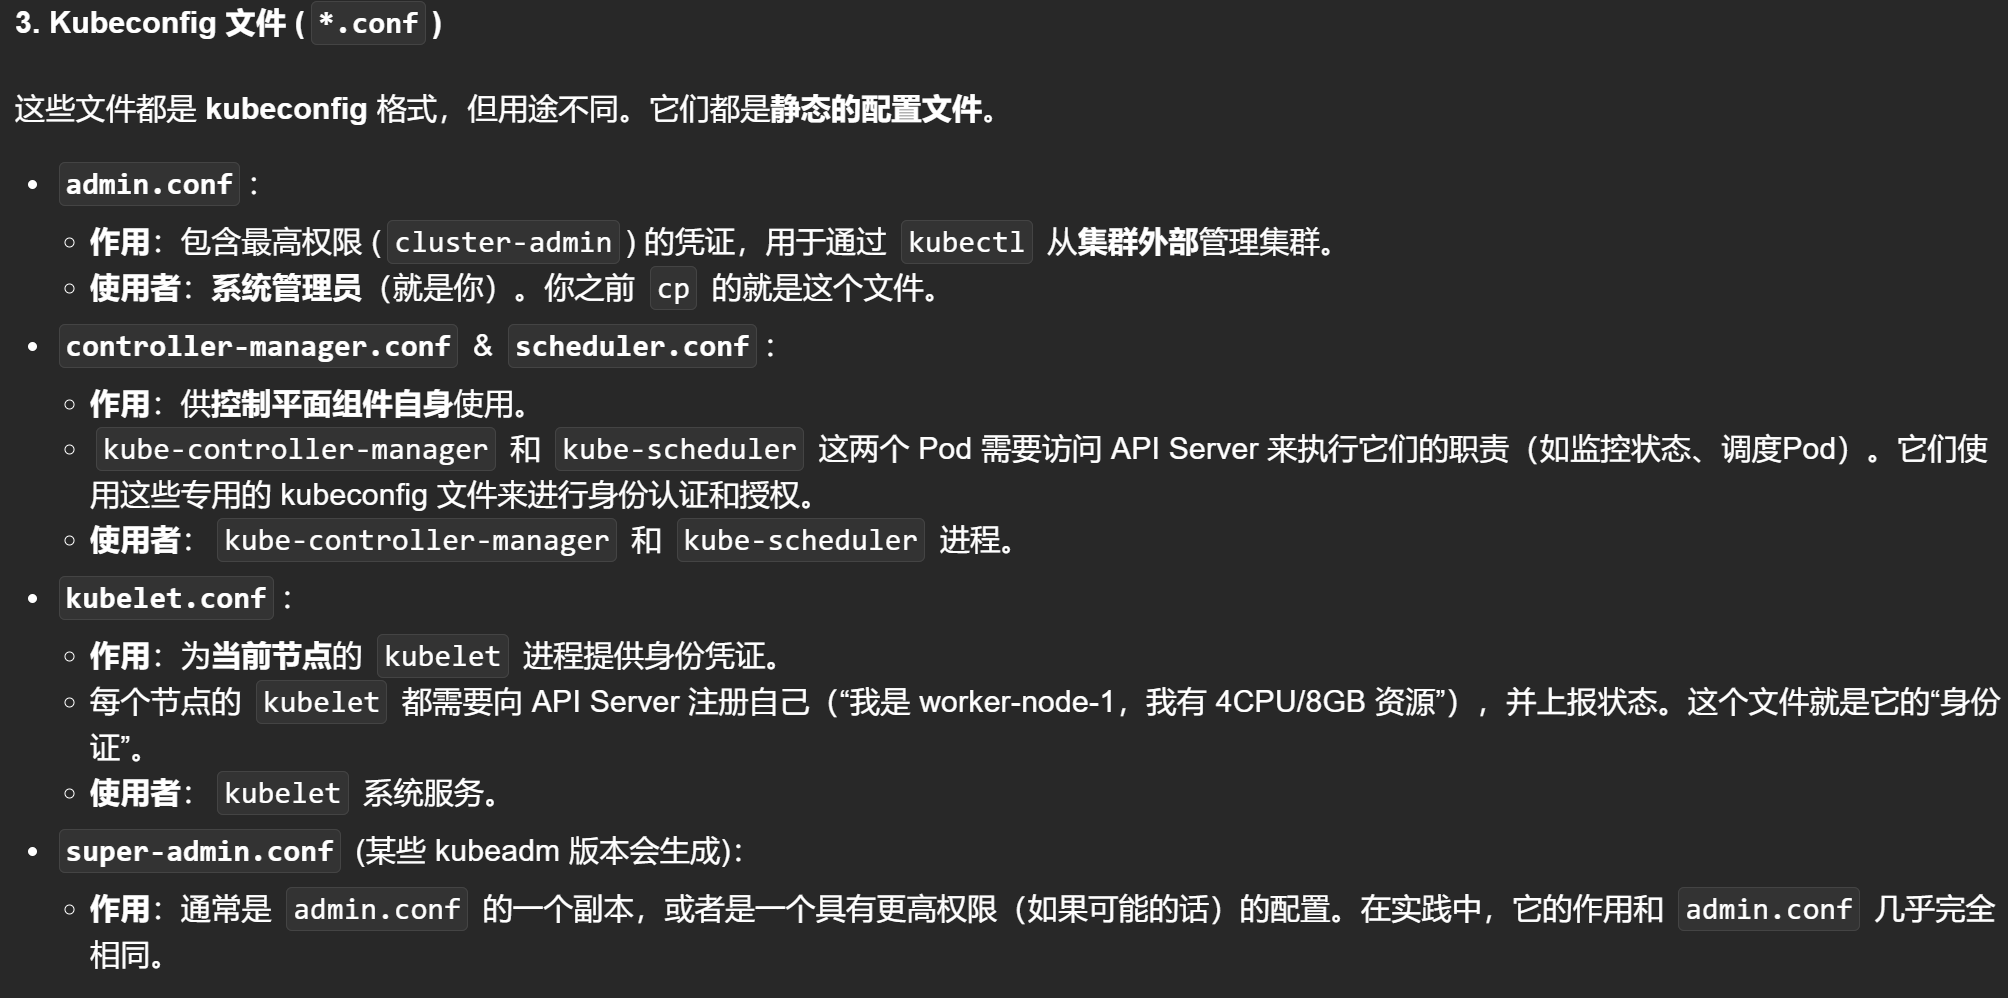 3. Kubeconfig 文件 ( *.conf )
这些文件都是 kubeconfig 格式，但用途不同。它们都是静态的配置文件。
• admin.conf ：
◦ 作用：包含最高权限 ( cluster-admin ) 的凭证，用于通过 kubectl 从集群外部管理集群。
◦ 使用者：系统管理员（就是你）。你之前 cp 的就是这个文件。
• controller-manager.conf & scheduler.conf ：
◦ 作用：供控制平面组件自身使用。
◦ kube-controller-manager 和 kube-scheduler 这两个 Pod 需要访问 API Server 来执行它们的职责（如监控状态、调度Pod）。它们使
用这些专用的 kubeconfig 文件来进行身份认证和授权。
◦ 使用者： kube-controller-manager 和 kube-scheduler 进程。
• kubelet.conf ：
◦ 作用：为当前节点的 kubelet 进程提供身份凭证。
◦ 每个节点的 kubelet 都需要向 API Server 注册自己（“我是 worker-node-1，我有 4CPU/8GB 资源”），并上报状态。这个文件就是它的“身份
证”。
◦ 使用者： kubelet 系统服务。
• super-admin.conf (某些 kubeadm 版本会生成)：
◦ 作用：通常是 admin.conf 的一个副本，或者是一个具有更高权限（如果可能的话）的配置。在实践中，它的作用和 admin.conf 几乎完全
相同。